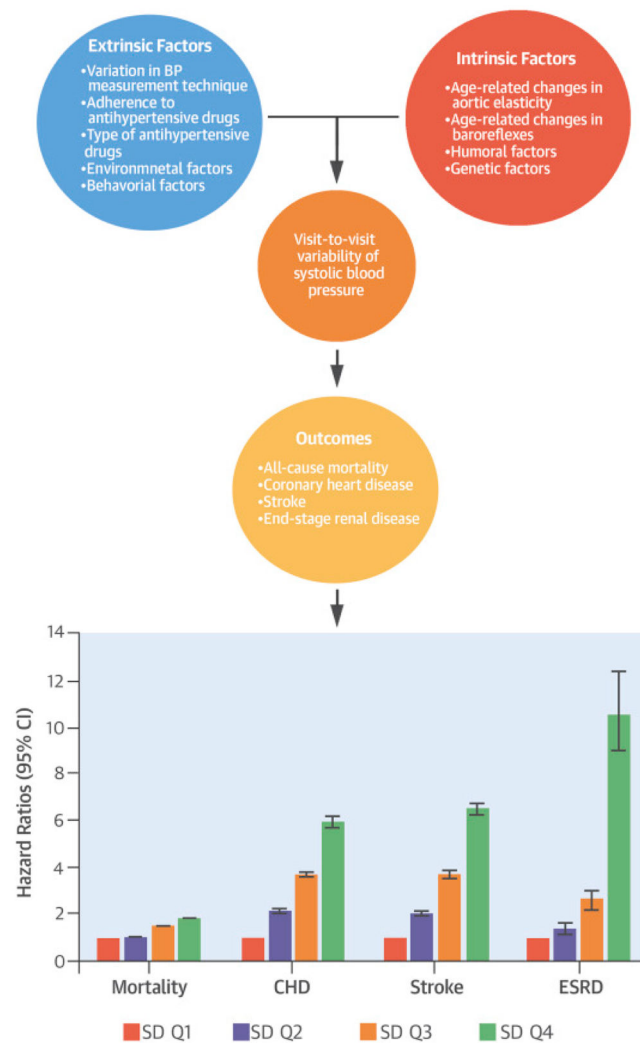 Extrinsic Factors
•Variation in BP
measurement technique
•Adherence to
antihypertensive drugs
•Type of antihypertensive
drugs
•Environmnetal factors
•Behavorial factors
Intrinsic Factors
•Age-related changes in
aortic elasticity
•Age-related changes in
baroreflexes
•Humoral factors
•Genetic factors
Visit-to-visit
variability of
systolic blood
pressure
Outcomes
•All-cause mortality
•Coronary heart disease
•Stroke
•End-stage renal disease
Hazard Ratios (95% CI)
14
12
10
8
6
4
2
0
Mortality CHD Stroke ESRD
SD Q1 SD Q2 SD Q3 SD Q4